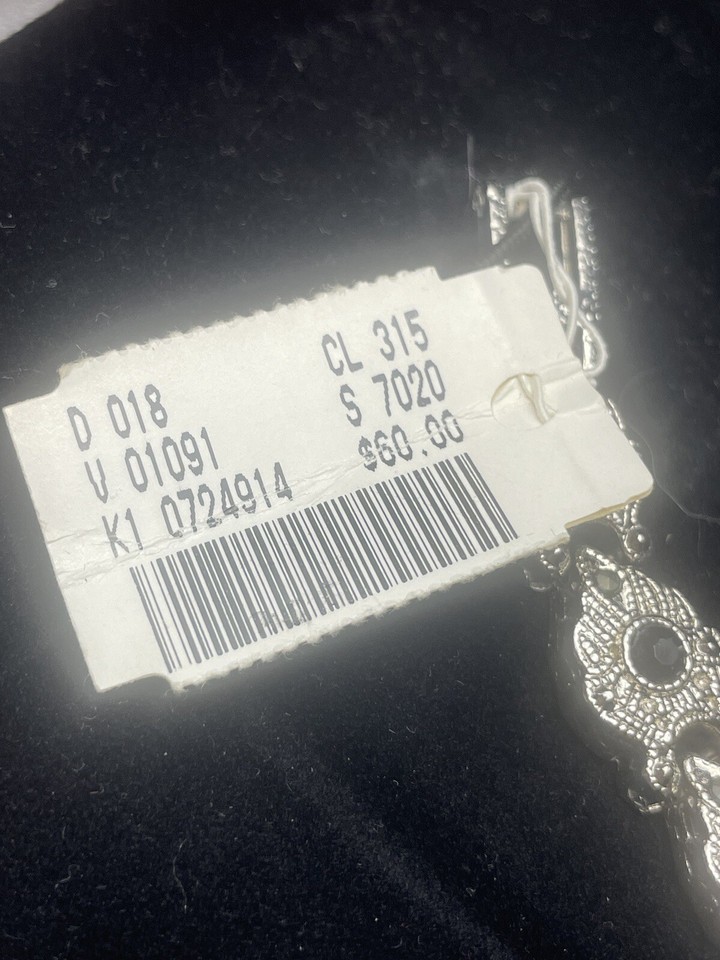 D 018 CL 315
V 01091 S 7020
K1 0724914 $60.00